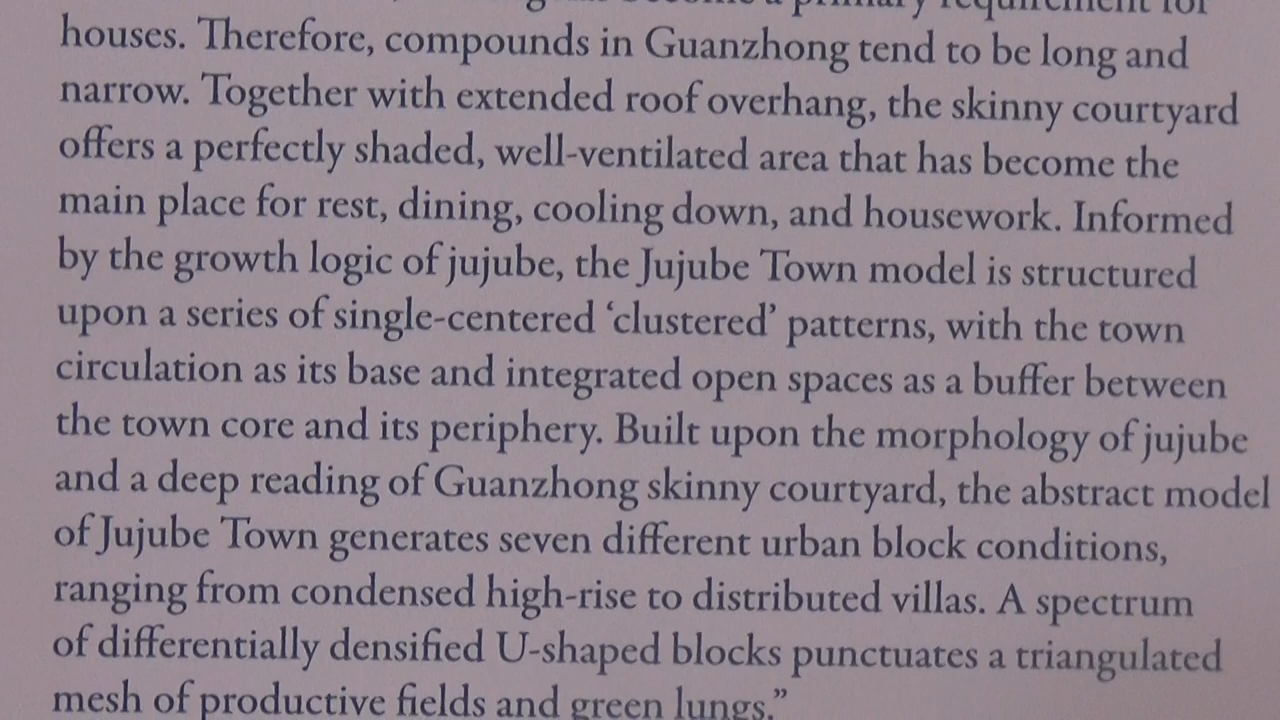 a primary requirement for
houses. Therefore, compounds in Guanzhong tend to be long and
narrow. Together with extended roof overhang, the skinny courtyard
offers a perfectly shaded, well-ventilated area that has become the
main place for rest, dining, cooling down, and housework. Informed
by the growth logic of jujube, the Jujube Town model is structured
upon a series of single-centered ‘clustered’ patterns, with the town
circulation as its base and integrated open spaces as a buffer between
the town core and its periphery. Built upon the morphology of jujube
and a deep reading of Guanzhong skinny courtyard, the abstract model
of Jujube Town generates seven different urban block conditions,
ranging from condensed high-rise to distributed villas. A spectrum
of differentially densified U-shaped blocks punctuates a triangulated
mesh of productive fields and green lungs.”